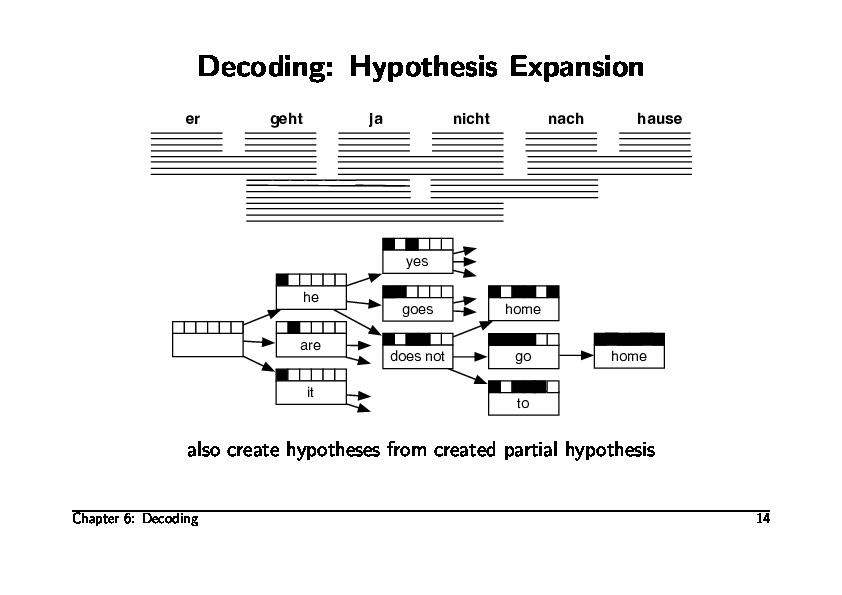 Decoding: Hypothesis Expansion
er geht ja nicht nach hause
yes
he goes home
are does not go home
it to
also create hypotheses from created partial hypothesis
Chapter 6: Decoding 14